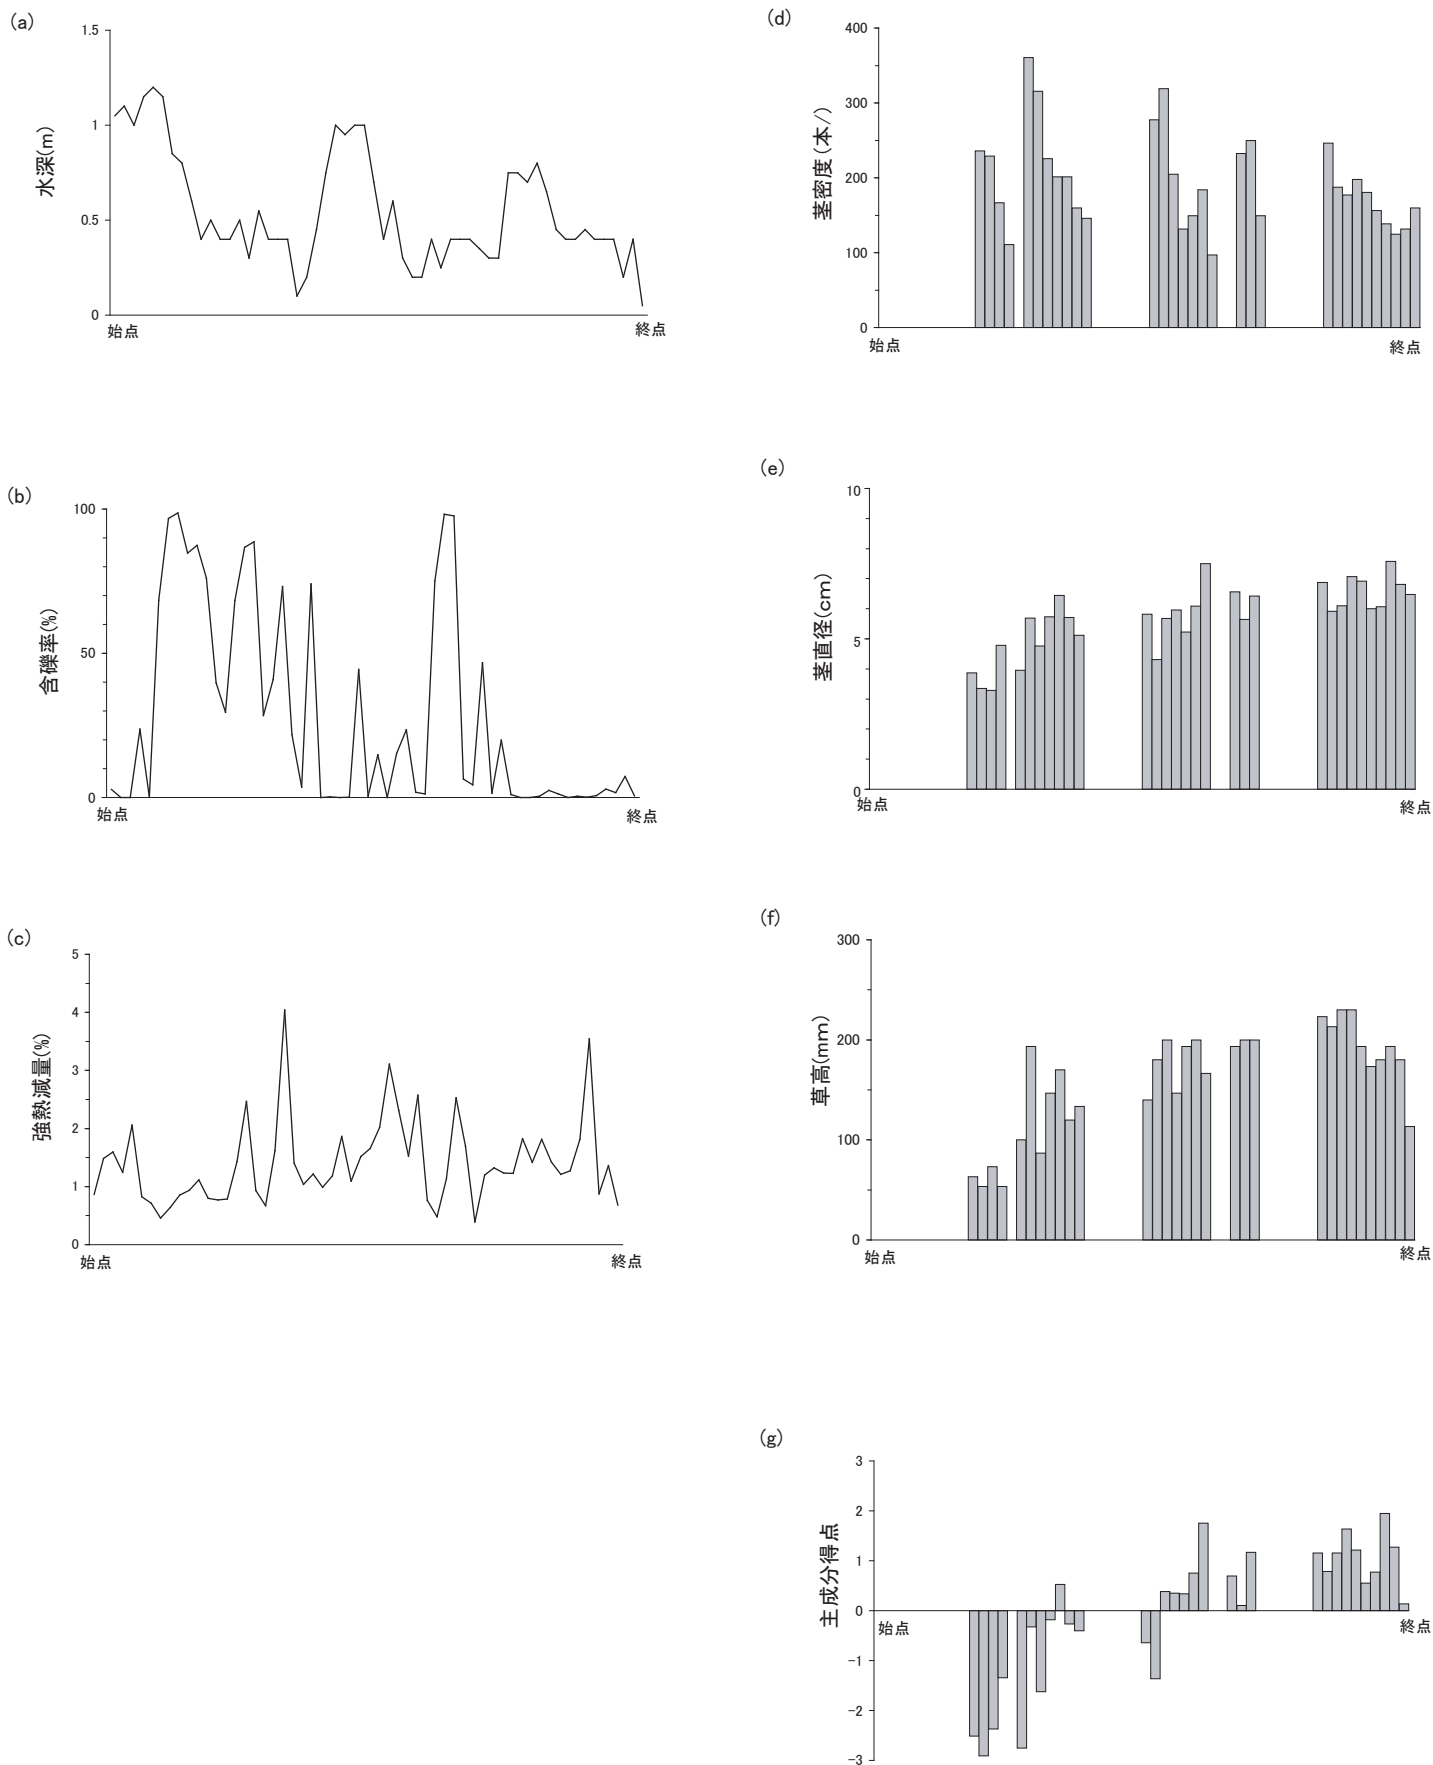 (a)
1.5
1
0.5
0
水深(m)
始点
終点
(b)
100
50
0
含礫率(%)
始点
終点
(c)
5
4
3
2
1
0
強熱減量(%)
始点
終点
(d)
400
300
200
100
0
茎密度(本/)
始点
終点
(e)
10
5
0
茎直径(cm)
始点
終点
(f)
300
200
100
0
草高(mm)
始点
終点
(g)
3
2
1
0
-1
-2
-3
主成分得点
始点
終点